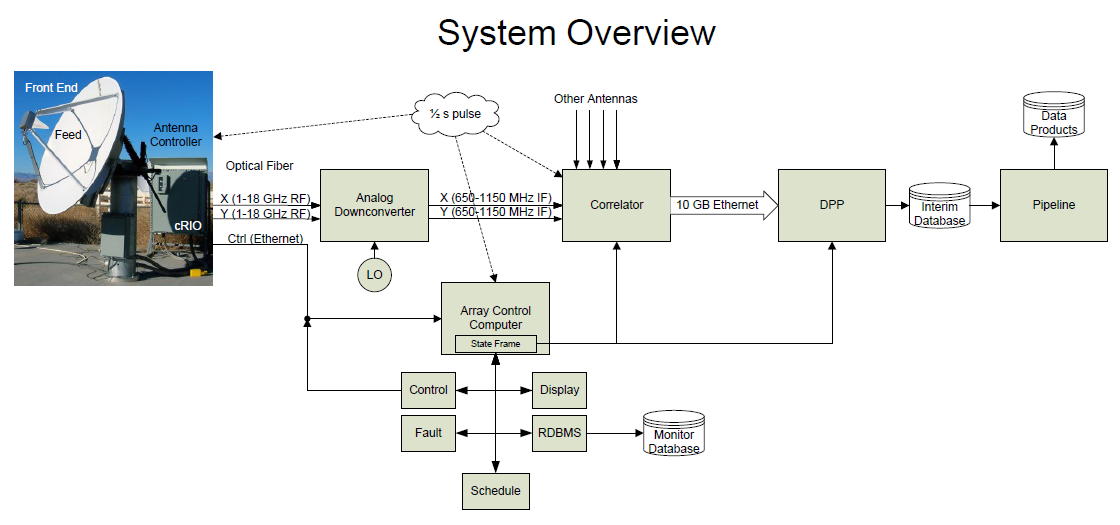 System Overview
Front End
Feed
Antenna
Controller
cRIO
Optical Fiber
X (1-18 GHz RF)
Y (1-18 GHz RF)
Ctrl (Ethernet)
½ s pulse
Analog
Downconverter
LO
X (650-1150 MHz IF)
Y (650-1150 MHz IF)
Other Antennas
Correlator
10 GB Ethernet
DPP
Interim
Database
Pipeline
Data
Products
Array Control
Computer
State Frame
Control
Display
Fault
RDBMS
Monitor
Database
Schedule